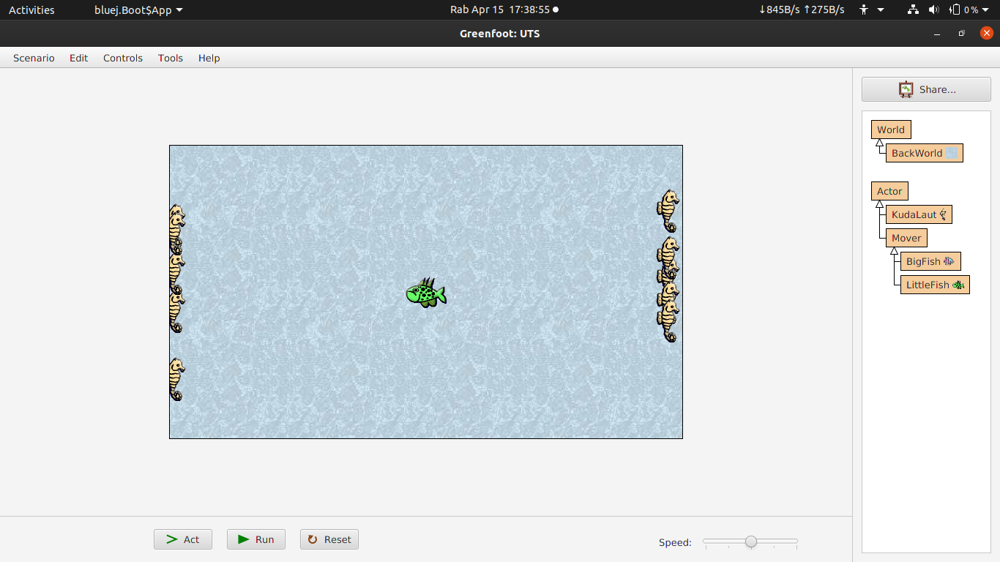 Activities bluej.Boot$App Rab Apr 15 17:38:55 ↓845B/s ↑275B/s 0 %
Greenfoot: UTS
Scenario Edit Controls Tools Help
Share...
World
BackWorld
Actor
KudaLaut
Mover
BigFish
LittleFish
Act Run Reset Speed: